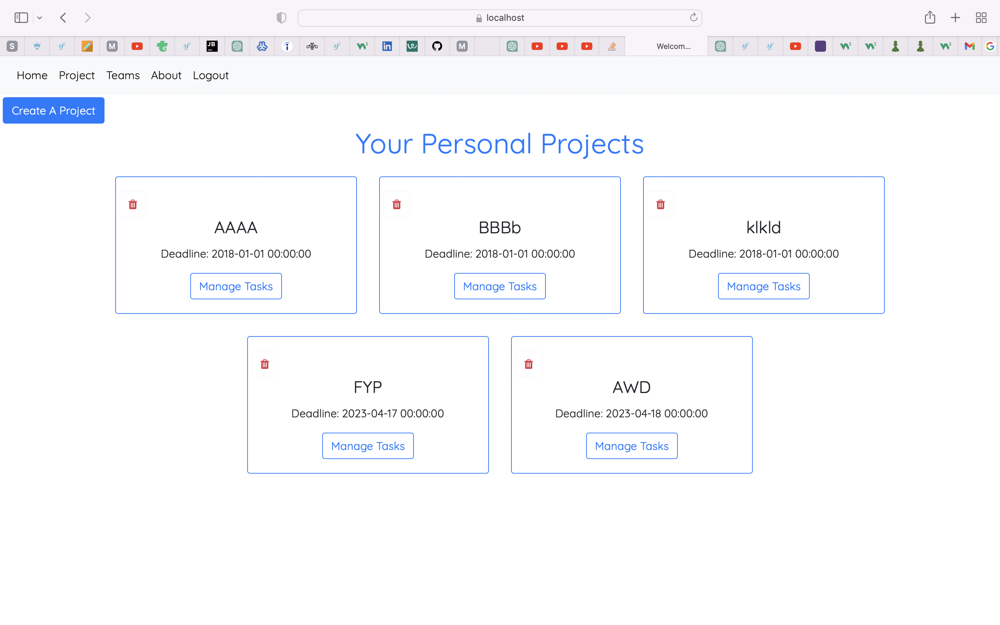 localhost
S M JB M Welcom...
Home Project Teams About Logout
Create A Project
Your Personal Projects
AAAA
Deadline: 2018-01-01 00:00:00
Manage Tasks
BBBb
Deadline: 2018-01-01 00:00:00
Manage Tasks
klkld
Deadline: 2018-01-01 00:00:00
Manage Tasks
FYP
Deadline: 2023-04-17 00:00:00
Manage Tasks
AWD
Deadline: 2023-04-18 00:00:00
Manage Tasks